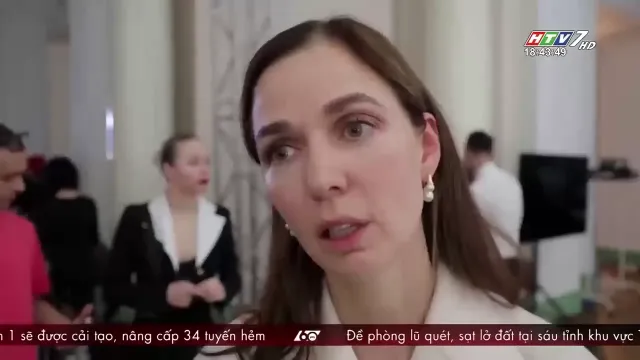 HTV7 HD
18:43:49
1 sẽ được cải tạo, nâng cấp 34 tuyến hẻm
Đề phòng lũ quét, sạt lở đất tại sáu tỉnh khu vực